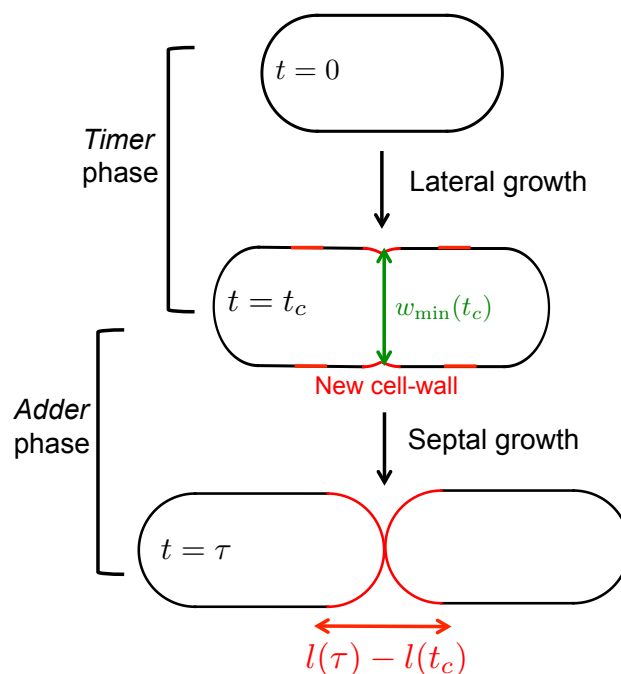 t = 0
Timer
phase
Lateral growth
t = t_c
w_min(t_c)
New cell-wall
Adder
phase
Septal growth
t = τ
l(τ) − l(t_c)